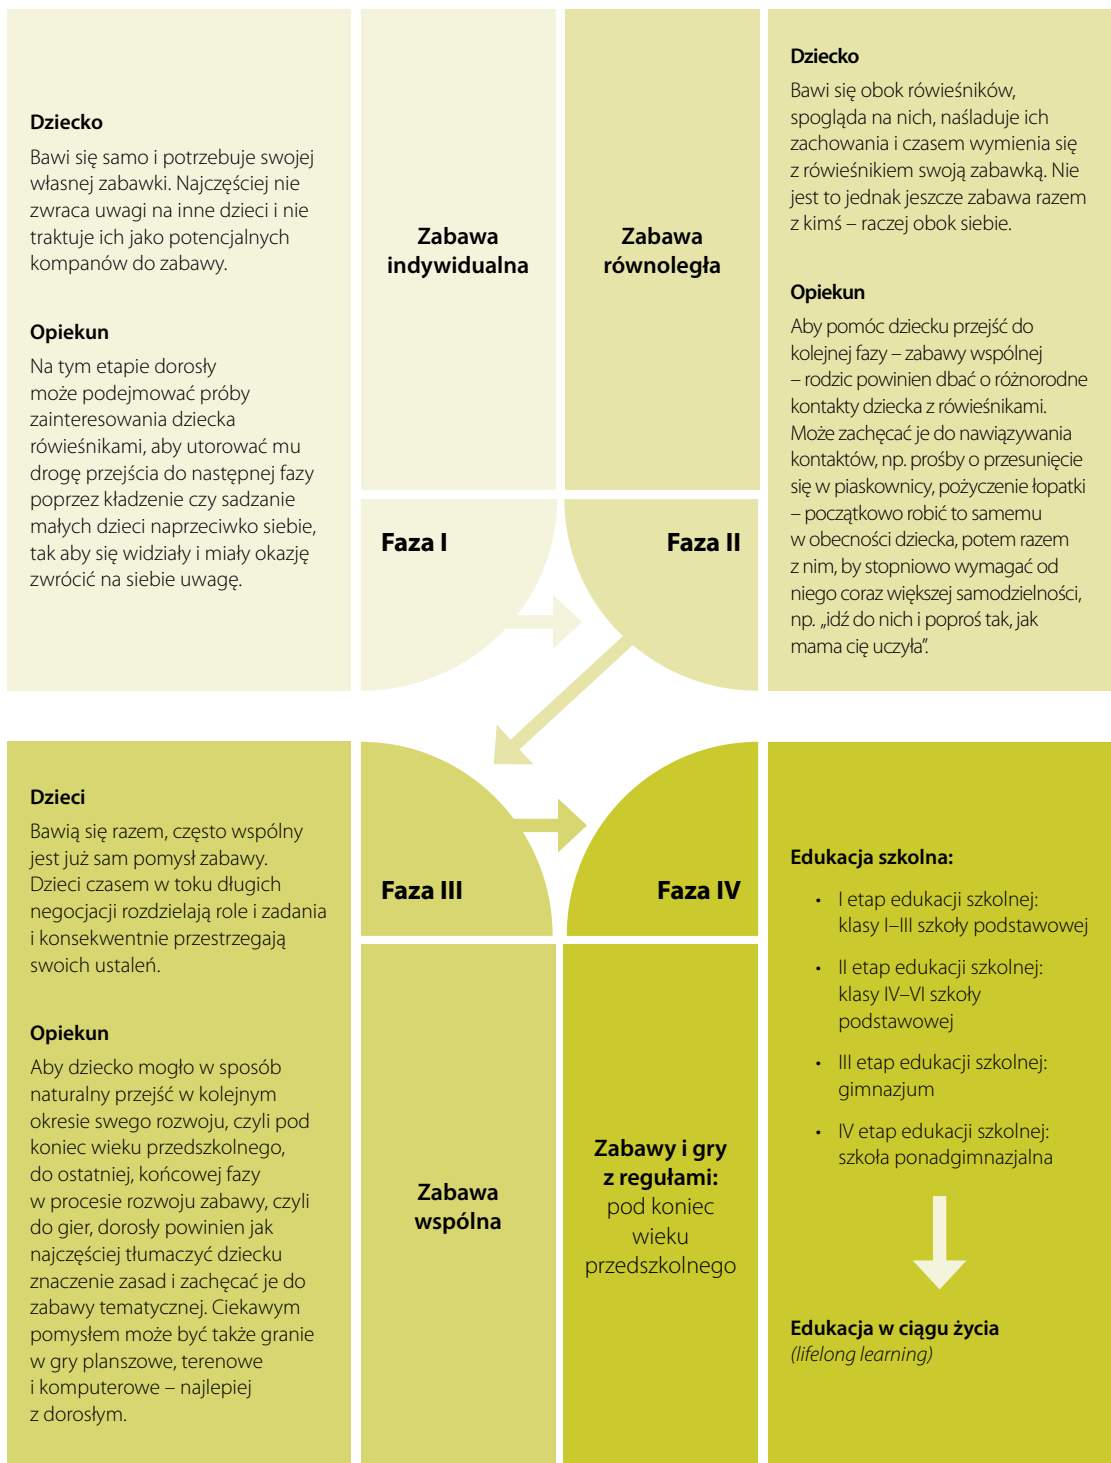 Dziecko
Bawi się samo i potrzebuje swojej
własnej zabawki. Najczęściej nie
zwraca uwagi na inne dzieci i nie
traktuje ich jako potencjalnych
kompanów do zabawy.
Opiekun
Na tym etapie dorosły
może podejmować próby
zainteresowania dziecka
rówieśnikami, aby utorować mu
drogę przejścia do następnej fazy
poprzez kładzenie czy sadzanie
małych dzieci naprzeciwko siebie,
tak aby się widziały i miały okazję
zwrócić na siebie uwagę.
Zabawa
indywidualna
Faza I
Zabawa
równoległa
Faza II
Dziecko
Bawi się obok rówieśników,
spogląda na nich, naśladuje ich
zachowania i czasem wymienia się
z rówieśnikiem swoją zabawką. Nie
jest to jednak jeszcze zabawa razem
z kimś – raczej obok siebie.
Opiekun
Aby pomóc dziecku przejść do
kolejnej fazy – zabawy wspólnej
– rodzic powinien dbać o różnorodne
kontakty dziecka z rówieśnikami.
Może zachęcać je do nawiązywania
kontaktów, np. prośby o przesunięcie
się w piaskownicy, pożyczenie łopatki
– początkowo robić to samemu
w obecności dziecka, potem razem
z nim, by stopniowo wymagać od
niego coraz większej samodzielności,
np. „idź do nich i poproś tak, jak
mama cię uczyła”.
Dzieci
Bawią się razem, często wspólny
jest już sam pomysł zabawy.
Dzieci czasem w toku długich
negocjacji rozdzielają role i zadania
i konsekwentnie przestrzegają
swoich ustaleń.
Opiekun
Aby dziecko mogło w sposób
naturalny przejść w kolejnym
okresie swego rozwoju, czyli pod
koniec wieku przedszkolnego,
do ostatniej, końcowej fazy
w procesie rozwoju zabawy, czyli
do gier, dorosły powinien jak
najczęściej tłumaczyć dziecku
znaczenie zasad i zachęcać je do
zabawy tematycznej. Ciekawym
pomysłem może być także granie
w gry planszowe, terenowe
i komputerowe – najlepiej
z dorosłym.
Faza III
Zabawa
wspólna
Faza IV
Zabawy i gry
z regułami:
pod koniec
wieku
przedszkolnego
Edukacja szkolna:
• I etap edukacji szkolnej:
klasy I–III szkoły podstawowej
• II etap edukacji szkolnej:
klasy IV–VI szkoły
podstawowej
• III etap edukacji szkolnej:
gimnazjum
• IV etap edukacji szkolnej:
szkoła ponadgimnazjalna
Edukacja w ciągu życia
(lifelong learning)